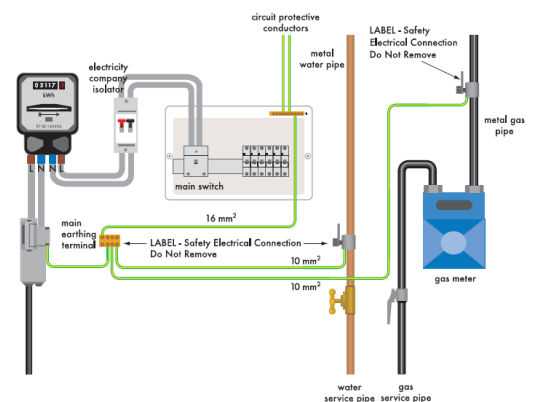 circuit protective
conductors
LABEL - Safety
Electrical Connection
Do Not Remove
metal
water pipe
electricity
company
isolator
03117
kWh
metal gas
pipe
L N N L
main switch
16 mm²
main
earthing
terminal
LABEL - Safety Electrical Connection
Do Not Remove
10 mm²
10 mm²
gas meter
water
service pipe
gas
service pipe